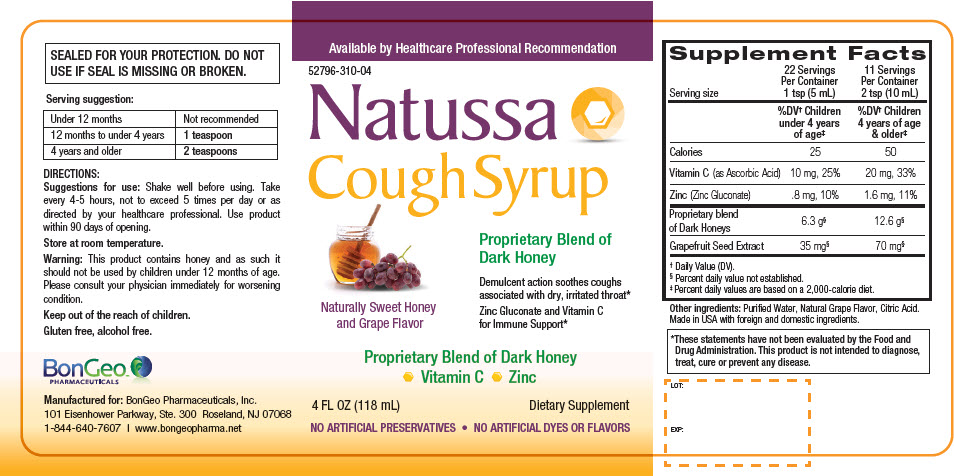 SEALED FOR YOUR PROTECTION. DO NOT
USE IF SEAL IS MISSING OR BROKEN.
Serving suggestion:
Under 12 months Not recommended
12 months to under 4 years 1 teaspoon
4 years and older 2 teaspoons
DIRECTIONS:
Suggestions for use: Shake well before using. Take
every 4-5 hours, not to exceed 5 times per day or as
directed by your healthcare professional. Use product
within 90 days of opening.
Store at room temperature.
Warning: This product contains honey and as such it
should not be used by children under 12 months of age.
Please consult your physician immediately for worsening
condition.
Keep out of the reach of children.
Gluten free, alcohol free.
BonGeo™
PHARMACEUTICALS
Manufactured for: BonGeo Pharmaceuticals, Inc.
101 Eisenhower Parkway, Ste. 300 Roseland, NJ 07068
1-844-640-7607 | www.bongeopharma.net
Available by Healthcare Professional Recommendation
52796-310-04
Natussa
Cough Syrup
Proprietary Blend of
Dark Honey
Demulcent action soothes coughs
associated with dry, irritated throat*
Zinc Gluconate and Vitamin C
for Immune Support*
Naturally Sweet Honey
and Grape Flavor
Proprietary Blend of Dark Honey
Vitamin C Zinc
4 FL OZ (118 mL) Dietary Supplement
NO ARTIFICIAL PRESERVATIVES • NO ARTIFICIAL DYES OR FLAVORS
Supplement Facts
Serving size
22 Servings
Per Container
1 tsp (5 mL)
11 Servings
Per Container
2 tsp (10 mL)
%DV† Children
under 4 years
of age‡
%DV† Children
4 years of age
& older‡
Calories 25 50
Vitamin C (as Ascorbic Acid) 10 mg, 25% 20 mg, 33%
Zinc (Zinc Gluconate) .8 mg, 10% 1.6 mg, 11%
Proprietary blend
of Dark Honeys 6.3 g§ 12.6 g§
Grapefruit Seed Extract 35 mg§ 70 mg§
† Daily Value (DV).
§ Percent daily value not established.
‡ Percent daily values are based on a 2,000-calorie diet.
Other ingredients: Purified Water, Natural Grape Flavor, Citric Acid.
Made in USA with foreign and domestic ingredients.
*These statements have not been evaluated by the Food and
Drug Administration. This product is not intended to diagnose,
treat, cure or prevent any disease.
LOT:
EXP: